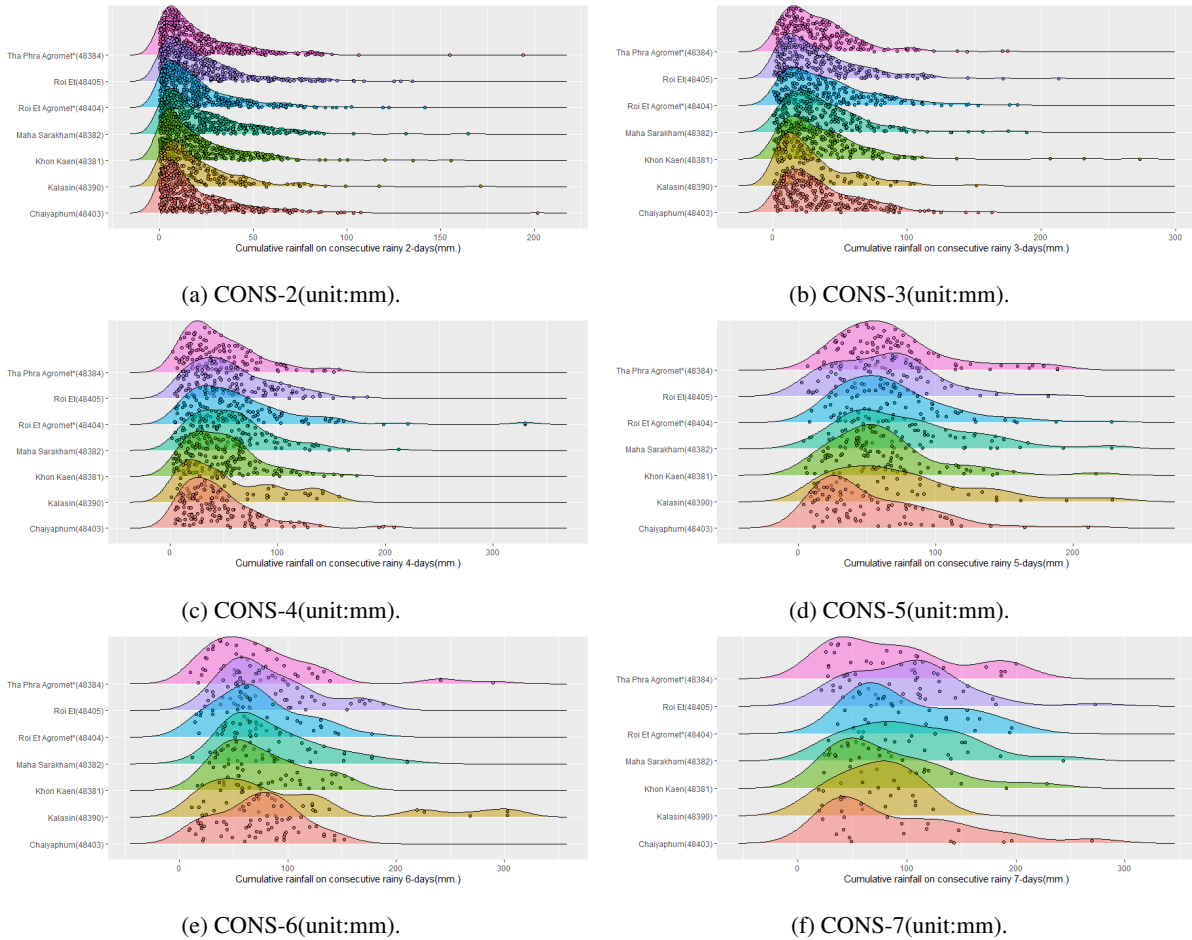 Tha Phra Agromet*(48384)
Roi Et(48405)
Roi Et Agromet*(48404)
Maha Sarakham(48382)
Khon Kaen(48381)
Kalasin(48390)
Chaiyaphum(48403)
0 50 100 150 200
Cumulative rainfall on consecutive rainy 2-days(mm.)
(a) CONS-2(unit:mm).
Tha Phra Agromet*(48384)
Roi Et(48405)
Roi Et Agromet*(48404)
Maha Sarakham(48382)
Khon Kaen(48381)
Kalasin(48390)
Chaiyaphum(48403)
0 100 200 300
Cumulative rainfall on consecutive rainy 3-days(mm.)
(b) CONS-3(unit:mm).
Tha Phra Agromet*(48384)
Roi Et(48405)
Roi Et Agromet*(48404)
Maha Sarakham(48382)
Khon Kaen(48381)
Kalasin(48390)
Chaiyaphum(48403)
0 100 200 300
Cumulative rainfall on consecutive rainy 4-days(mm.)
(c) CONS-4(unit:mm).
Tha Phra Agromet*(48384)
Roi Et(48405)
Roi Et Agromet*(48404)
Maha Sarakham(48382)
Khon Kaen(48381)
Kalasin(48390)
Chaiyaphum(48403)
0 100 200
Cumulative rainfall on consecutive rainy 5-days(mm.)
(d) CONS-5(unit:mm).
Tha Phra Agromet*(48384)
Roi Et(48405)
Roi Et Agromet*(48404)
Maha Sarakham(48382)
Khon Kaen(48381)
Kalasin(48390)
Chaiyaphum(48403)
0 100 200 300
Cumulative rainfall on consecutive rainy 6-days(mm.)
(e) CONS-6(unit:mm).
Tha Phra Agromet*(48384)
Roi Et(48405)
Roi Et Agromet*(48404)
Maha Sarakham(48382)
Khon Kaen(48381)
Kalasin(48390)
Chaiyaphum(48403)
0 100 200 300
Cumulative rainfall on consecutive rainy 7-days(mm.)
(f) CONS-7(unit:mm).